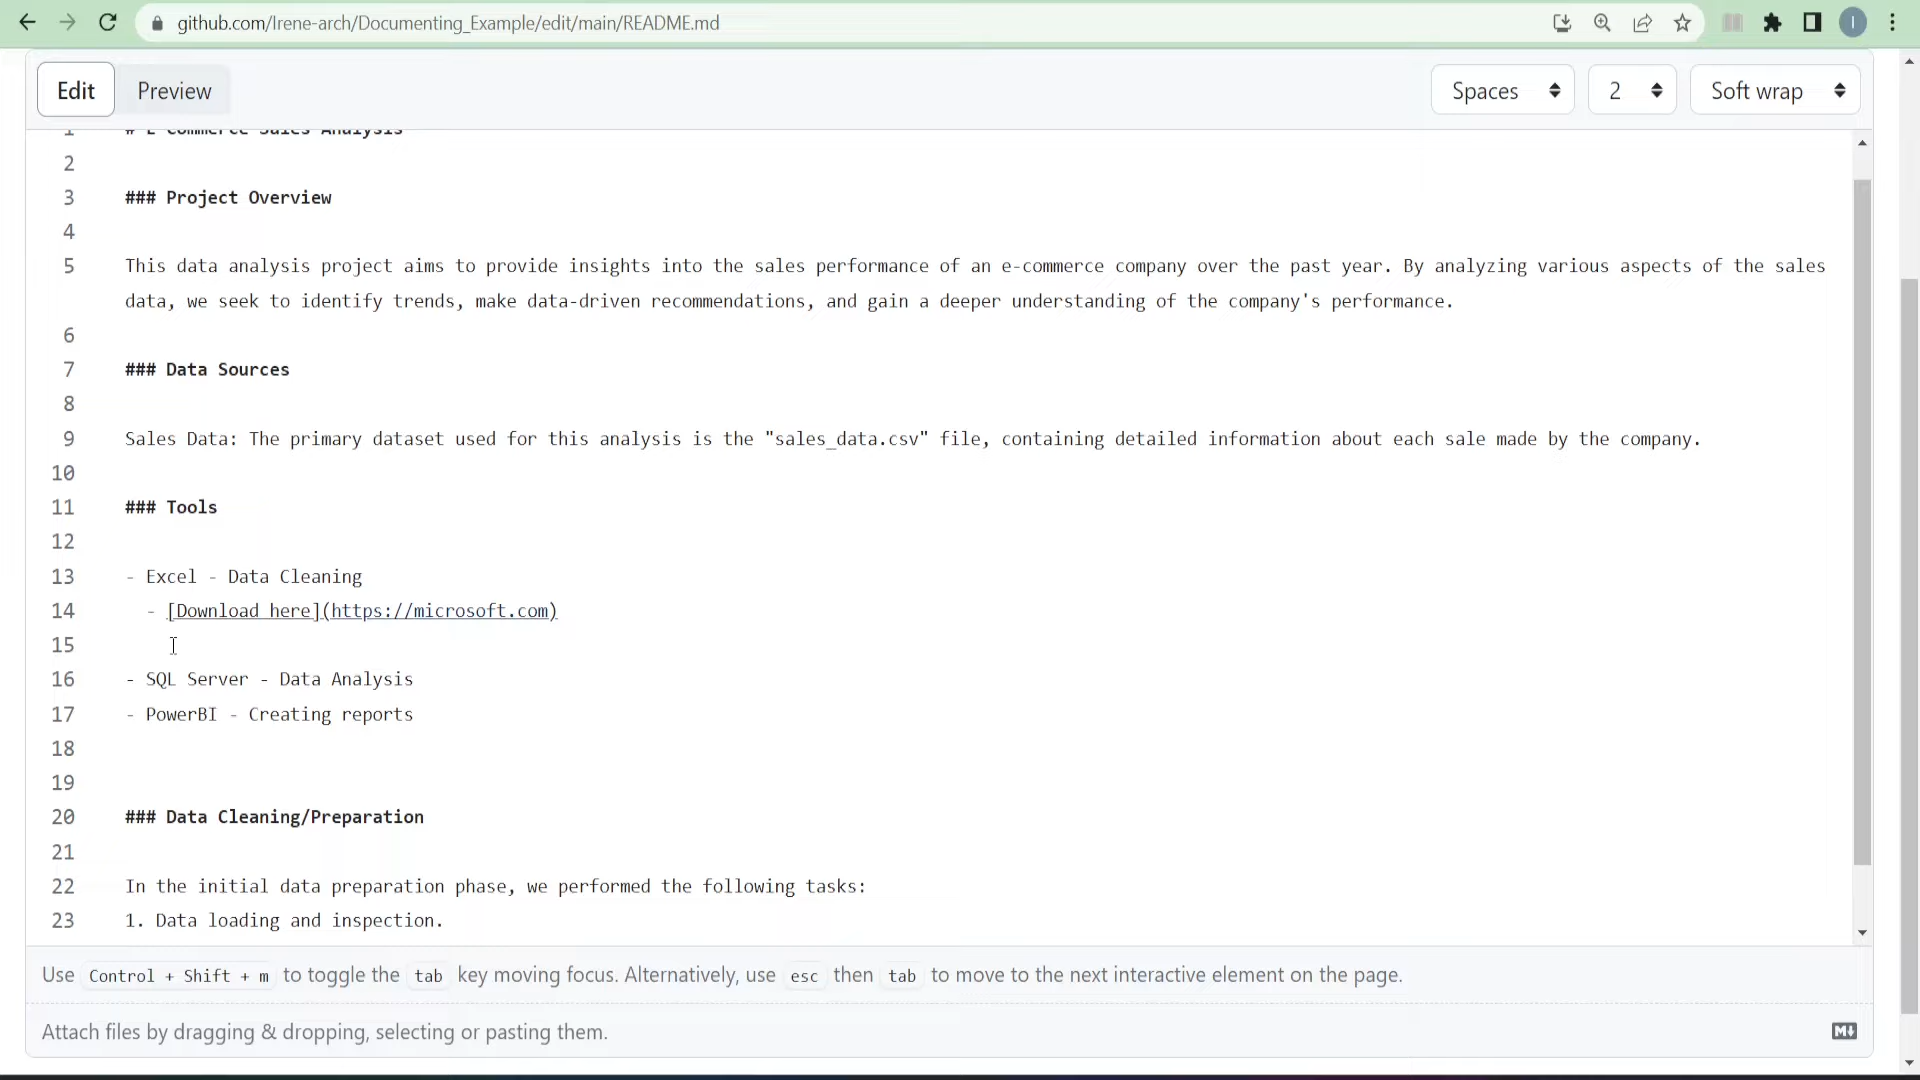 github.com/Irene-arch/Documenting_Example/edit/main/README.md
I
Edit
Preview
Spaces
2
Soft wrap
1 # E Commerce Sales Analysis
2
3 ### Project Overview
4
5 This data analysis project aims to provide insights into the sales performance of an e-commerce company over the past year. By analyzing various aspects of the sales
data, we seek to identify trends, make data-driven recommendations, and gain a deeper understanding of the company's performance.
6
7 ### Data Sources
8
9 Sales Data: The primary dataset used for this analysis is the "sales_data.csv" file, containing detailed information about each sale made by the company.
10
11 ### Tools
12
13 - Excel - Data Cleaning
14 - [Download here](https://microsoft.com)
15
16 - SQL Server - Data Analysis
17 - PowerBI - Creating reports
18
19
20 ### Data Cleaning/Preparation
21
22 In the initial data preparation phase, we performed the following tasks:
23 1. Data loading and inspection.
Use Control + Shift + m to toggle the tab key moving focus. Alternatively, use esc then tab to move to the next interactive element on the page.
Attach files by dragging & dropping, selecting or pasting them.
M